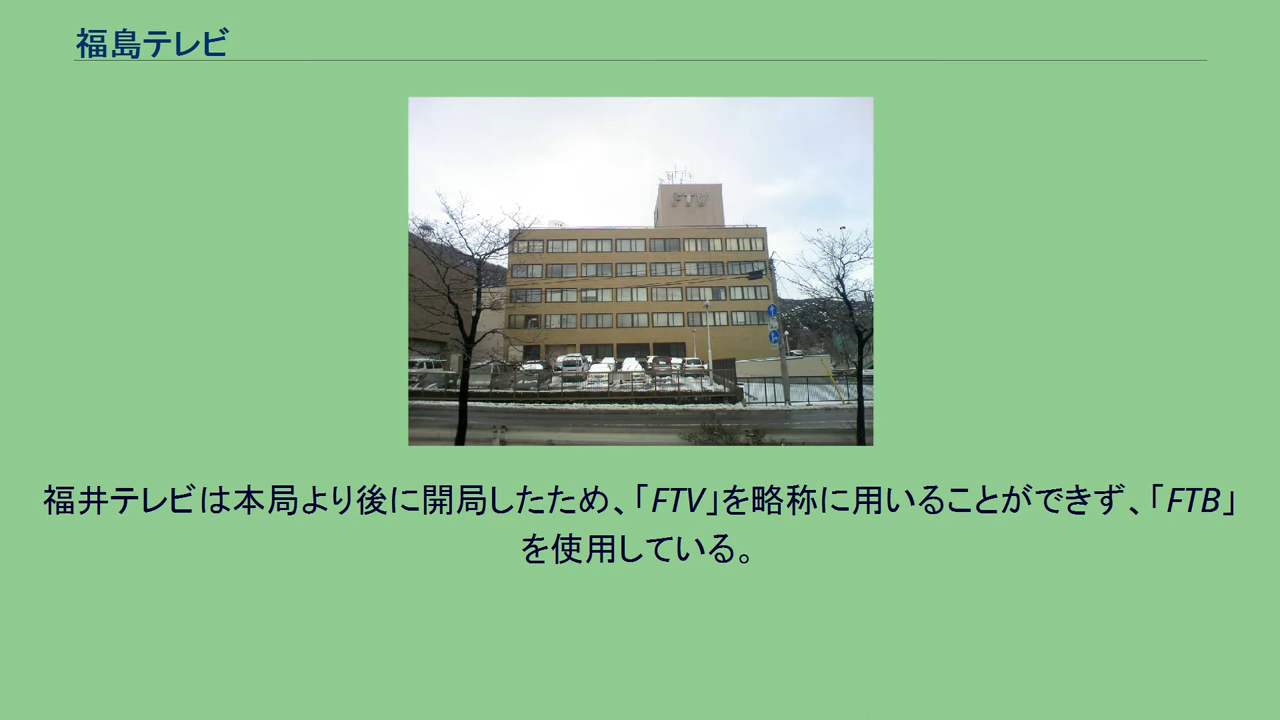 福島テレビ
FTV
福井テレビは本局より後に開局したため、「FTV」を略称に用いることができず、「FTB」
を使用している。